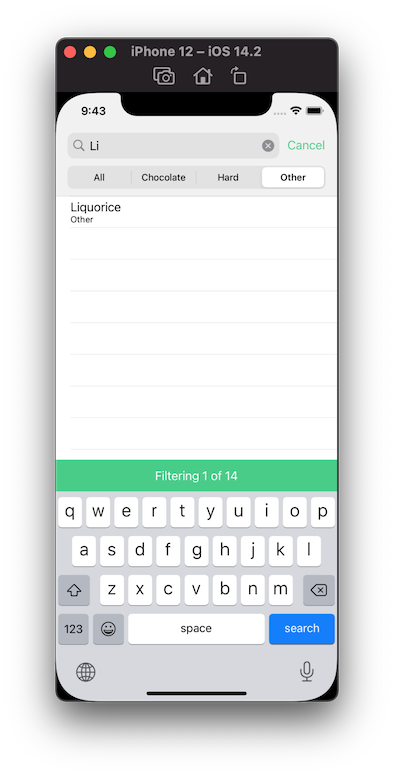 iPhone 12 – iOS 14.2
9:43
Li
Cancel
All Chocolate Hard Other
Liquorice
Other
Filtering 1 of 14
q w e r t y u i o p
a s d f g h j k l
z x c v b n m
123 space search